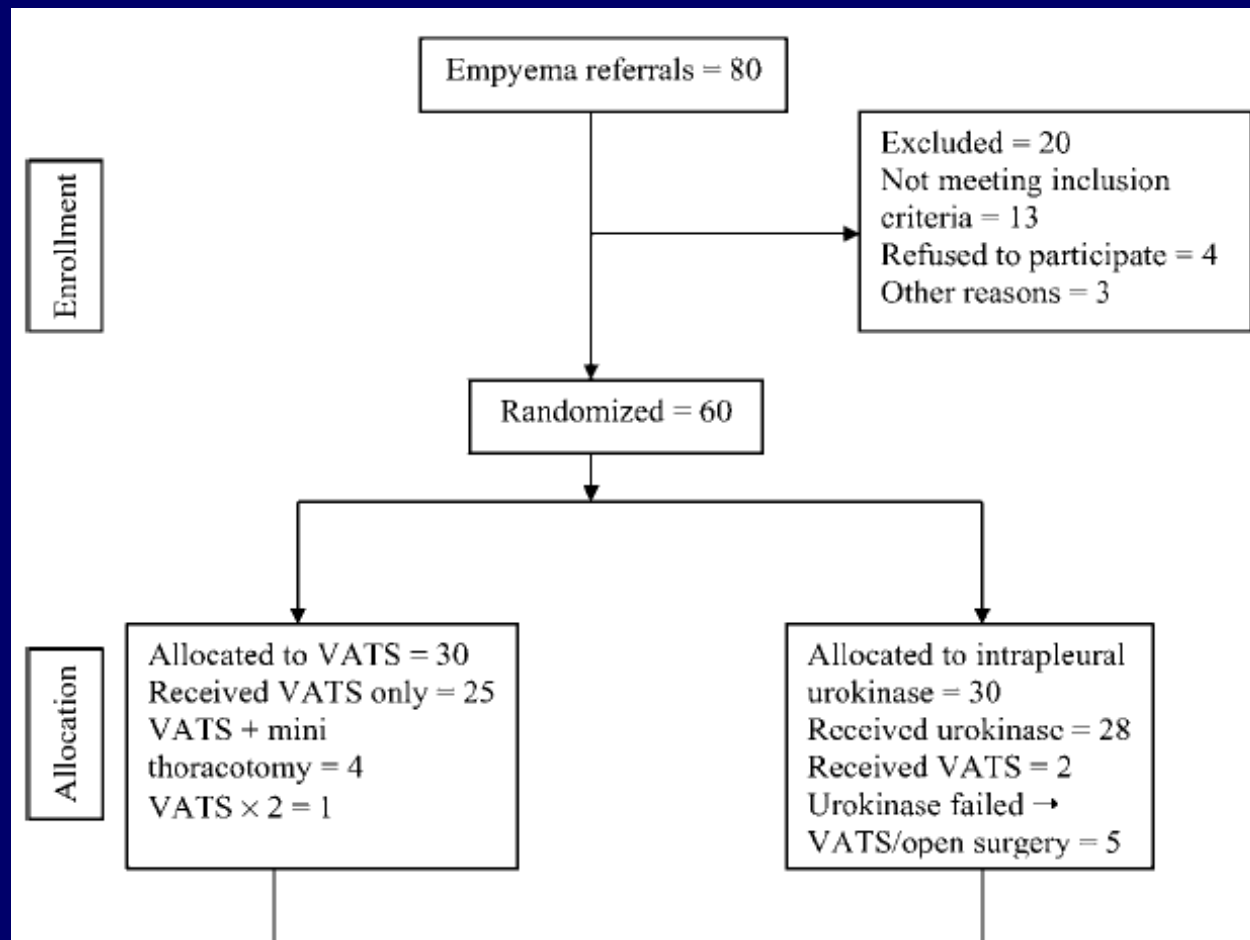 Empyema referrals = 80
Enrollment
Excluded = 20
Not meeting inclusion
criteria = 13
Refused to participate = 4
Other reasons = 3
Randomized = 60
Allocation
Allocated to VATS = 30
Received VATS only = 25
VATS + mini
thoracotomy = 4
VATS × 2 = 1
Allocated to intrapleural
urokinase = 30
Received urokinase = 28
Received VATS = 2
Urokinase failed →
VATS/open surgery = 5